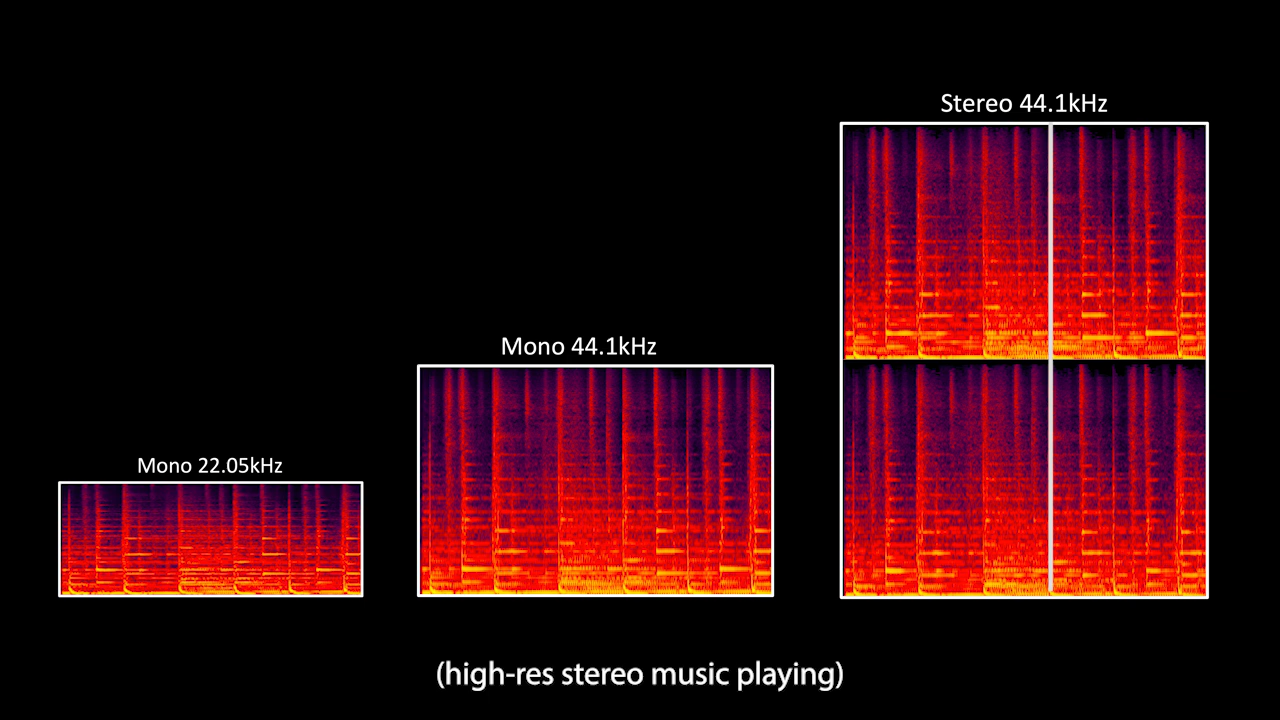 Stereo 44.1kHz
Mono 44.1kHz
Mono 22.05kHz
(high-res stereo music playing)